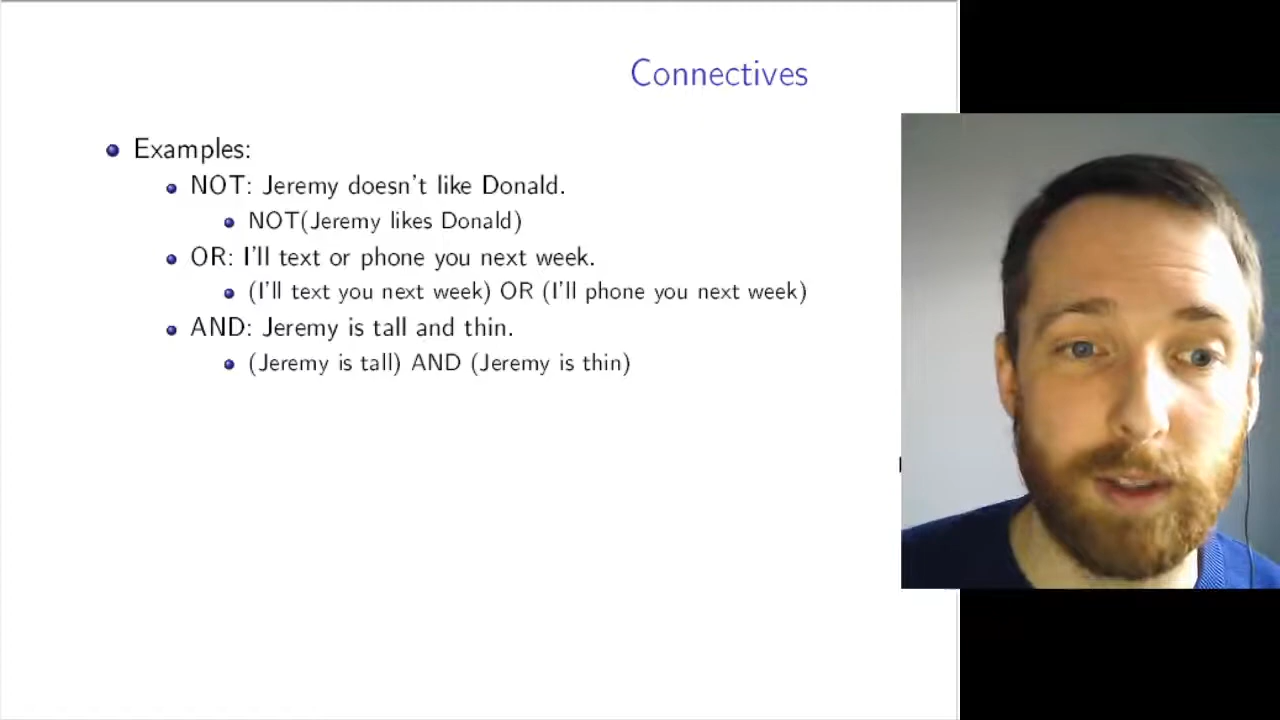 Connectives
Examples:
NOT: Jeremy doesn't like Donald.
NOT(Jeremy likes Donald)
OR: I'll text or phone you next week.
(I'll text you next week) OR (I'll phone you next week)
AND: Jeremy is tall and thin.
(Jeremy is tall) AND (Jeremy is thin)